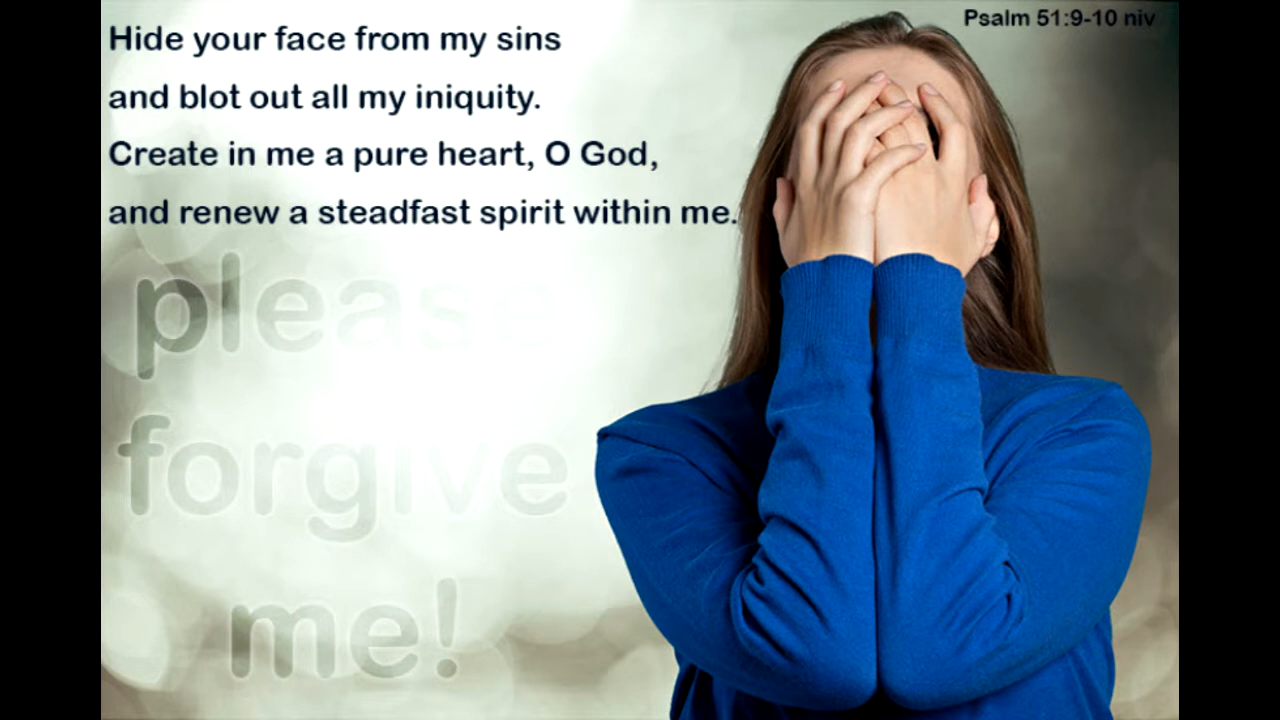 Psalm 51:9-10 niv
Hide your face from my sins
and blot out all my iniquity.
Create in me a pure heart, O God,
and renew a steadfast spirit within me.
please
forgive
me!